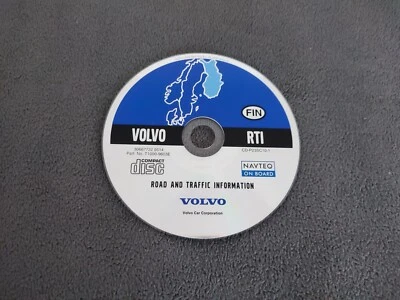 FIN
VOLVO RTI
COMPACT
disc
NAVTEQ
ON BOARD
ROAD AND TRAFFIC INFORMATION
VOLVO
Volvo Car Corporation